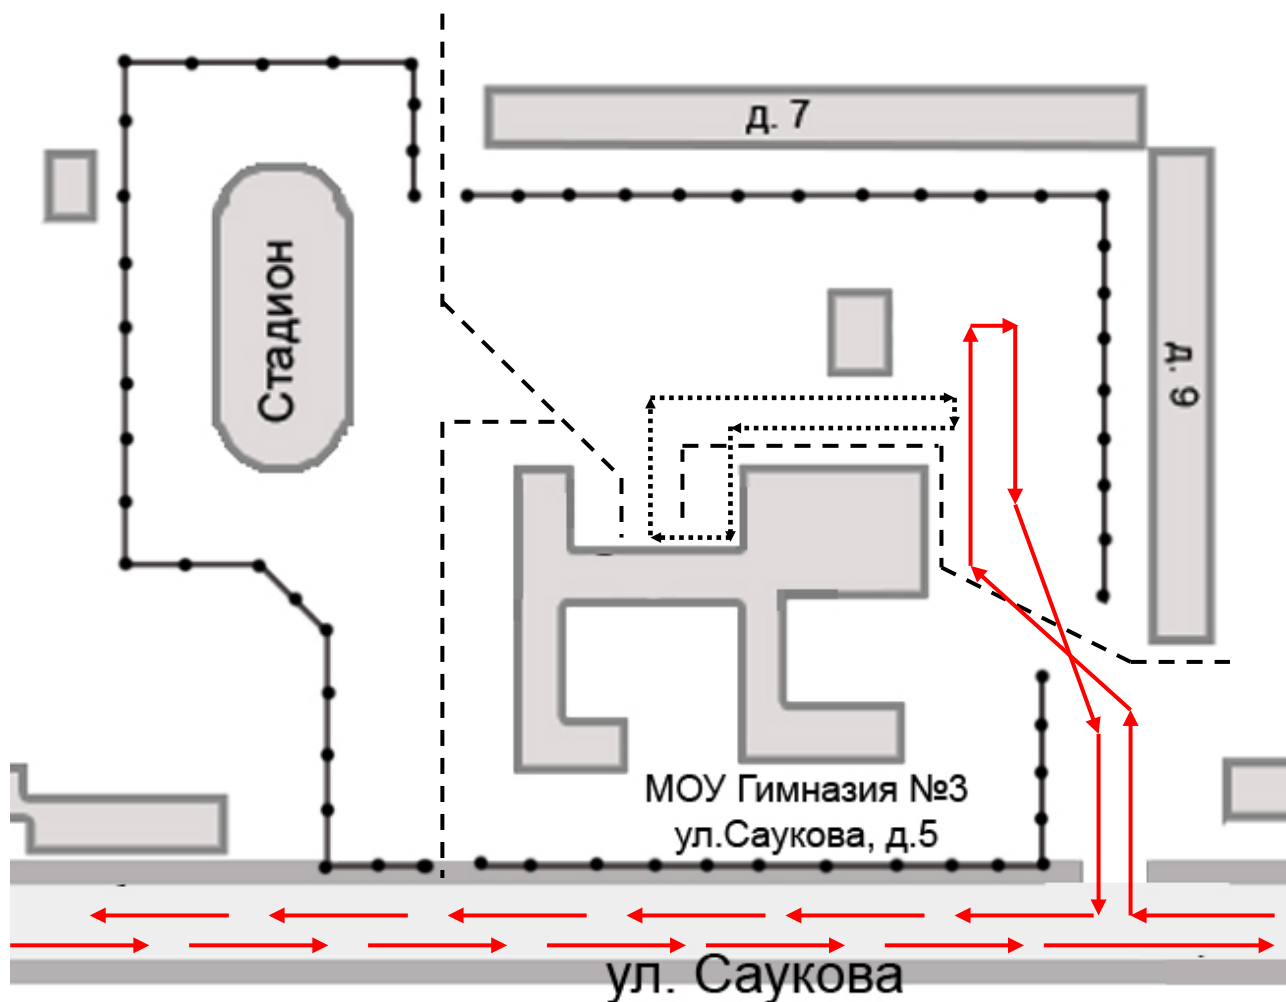 д. 7
Стадион
д. 9
МОУ Гимназия №3
ул.Саукова, д.5
ул. Саукова